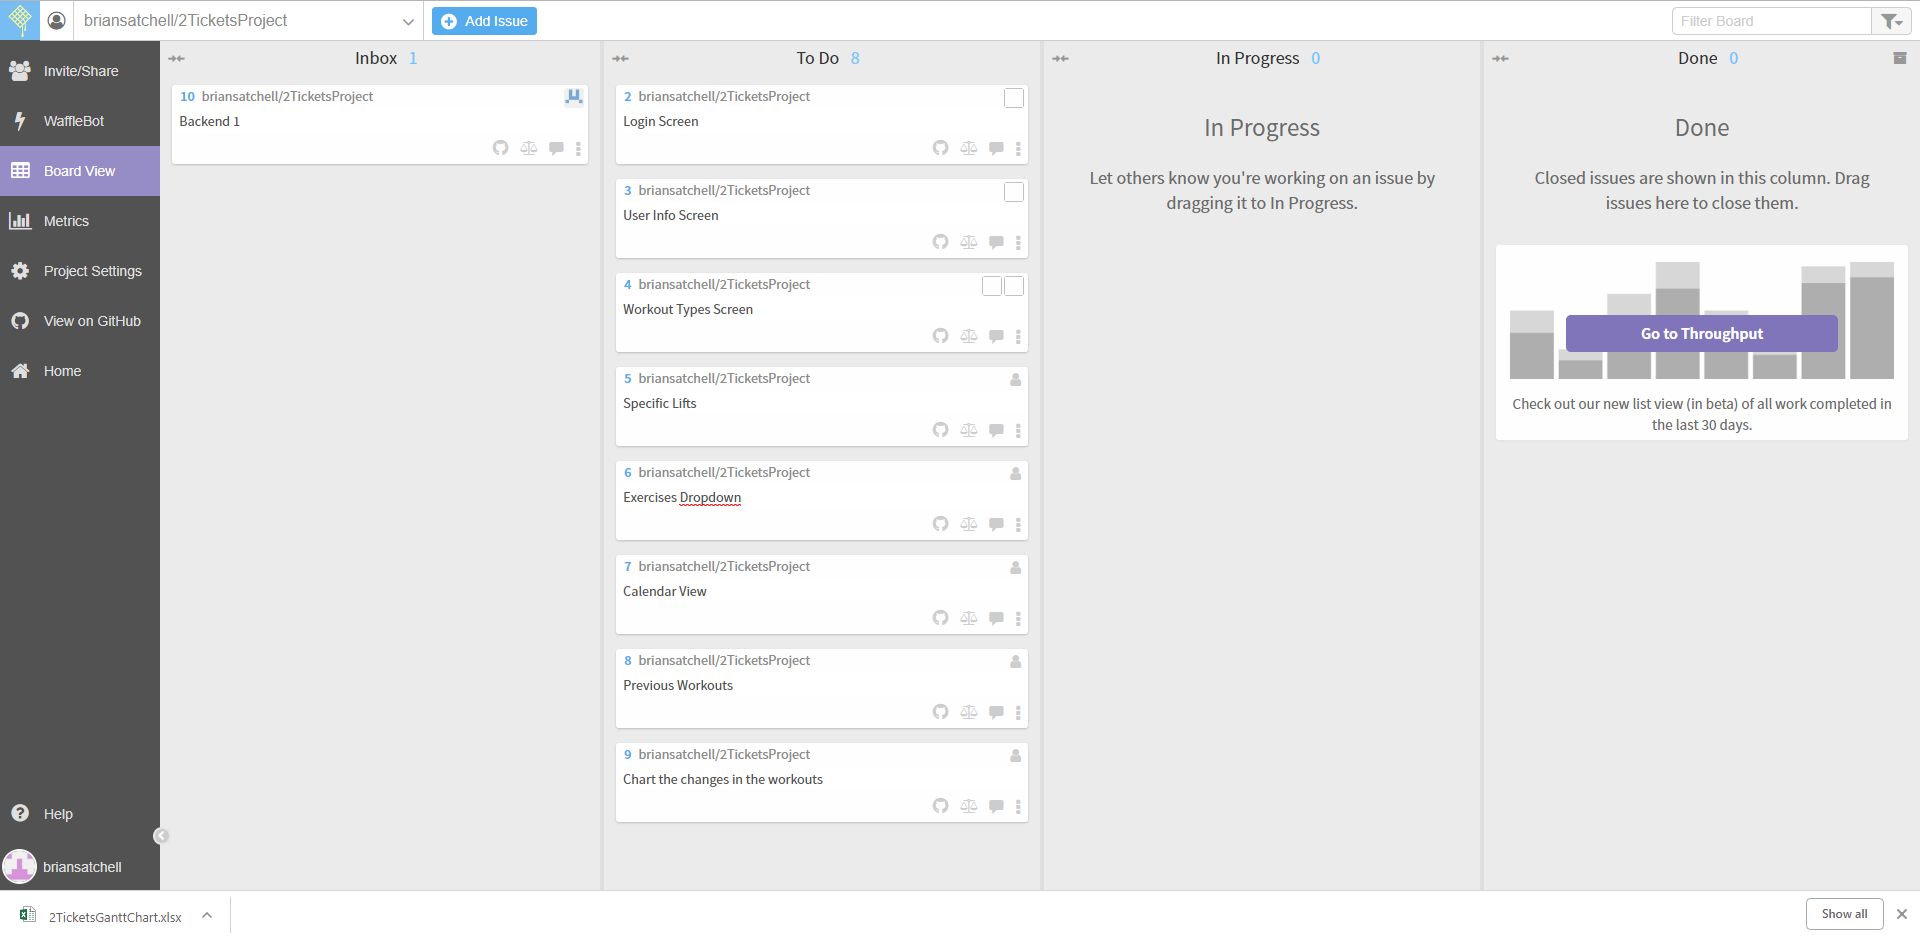 briansatchell/2TicketsProject
Add Issue
Filter Board
Invite/Share
WaffleBot
Board View
Metrics
Project Settings
View on GitHub
Home
Help
briansatchell
Inbox 1
10 briansatchell/2TicketsProject
Backend 1
To Do 8
2 briansatchell/2TicketsProject
Login Screen
3 briansatchell/2TicketsProject
User Info Screen
4 briansatchell/2TicketsProject
Workout Types Screen
5 briansatchell/2TicketsProject
Specific Lifts
6 briansatchell/2TicketsProject
Exercises Dropdown
7 briansatchell/2TicketsProject
Calendar View
8 briansatchell/2TicketsProject
Previous Workouts
9 briansatchell/2TicketsProject
Chart the changes in the workouts
In Progress 0
In Progress
Let others know you're working on an issue by
dragging it to In Progress.
Done 0
Done
Closed issues are shown in this column. Drag
issues here to close them.
Go to Throughput
Check out our new list view (in beta) of all work completed in
the last 30 days.
2TicketsGanttChart.xlsx
Show all